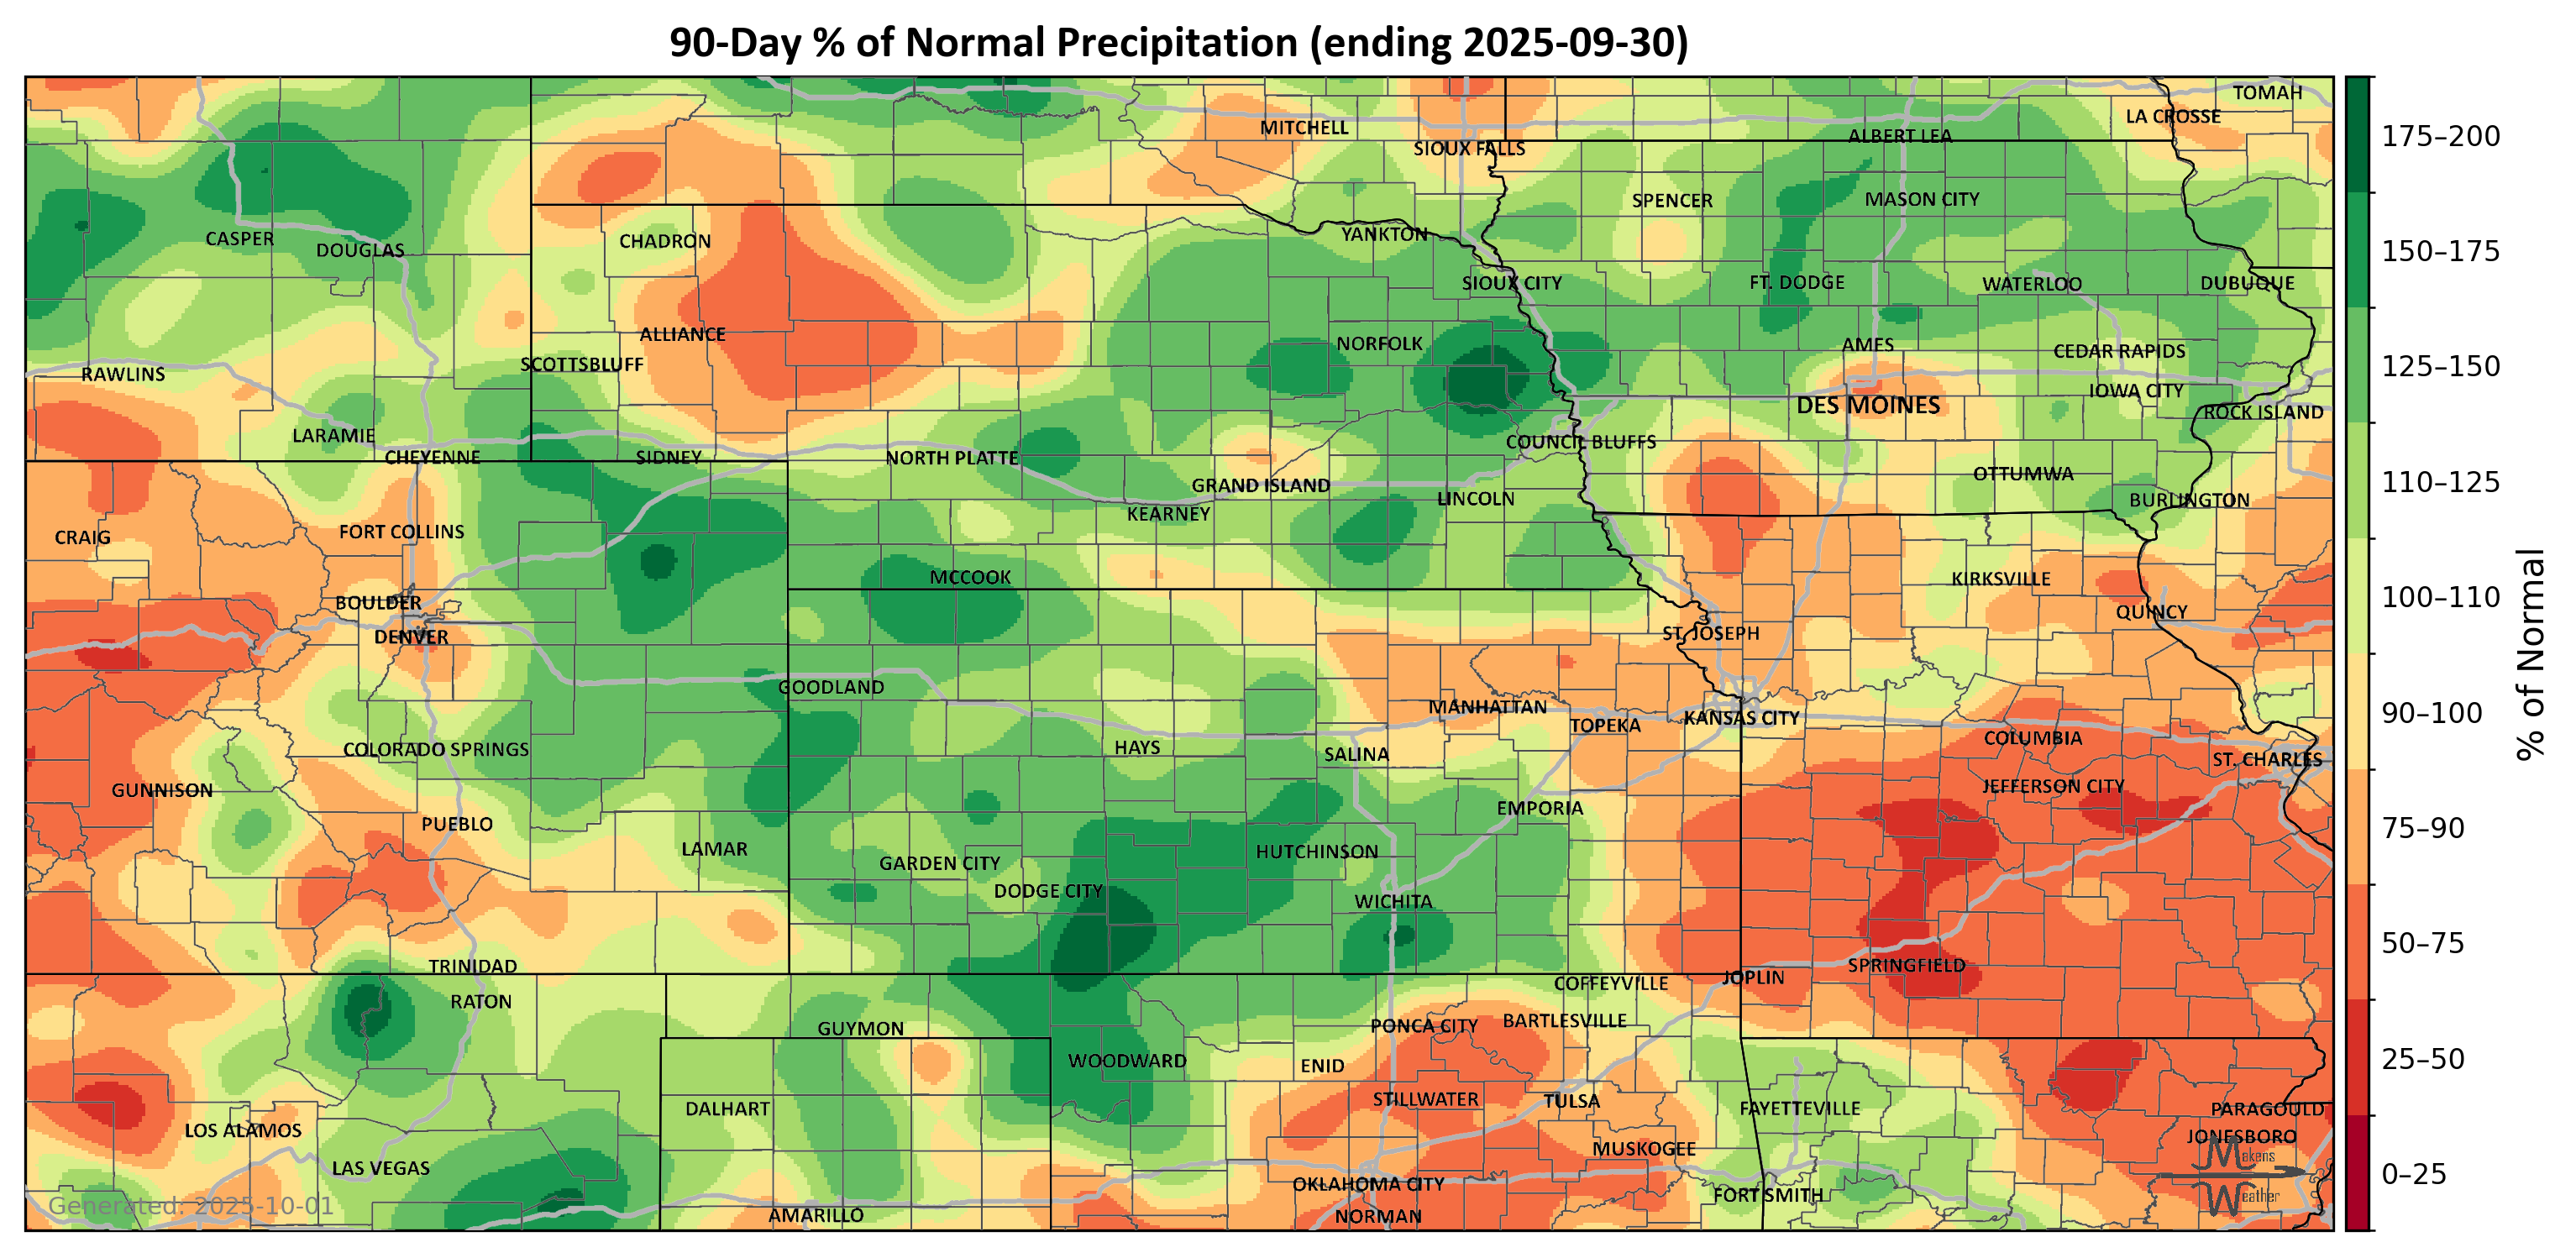 90-Day % of Normal Precipitation (ending 2025-09-30)
TOMAH
LA CROSSE
MITCHELL
ALBERT LEA
SIOUX FALLS
SPENCER
MASON CITY
CASPER
DOUGLAS
CHADRON
YANKTON
SIOUX CITY
FT. DODGE
WATERLOO
DUBUQUE
ALLIANCE
NORFOLK
AMES
CEDAR RAPIDS
SCOTTSBLUFF
RAWLINS
IOWA CITY
DES MOINES
ROCK ISLAND
LARAMIE
COUNCIL BLUFFS
CHEYENNE
SIDNEY
NORTH PLATTE
GRAND ISLAND
OTTUMWA
LINCOLN
BURLINGTON
KEARNEY
CRAIG
FORT COLLINS
MCCOOK
KIRKSVILLE
BOULDER
QUINCY
DENVER
ST. JOSEPH
GOODLAND
MANHATTAN
TOPEKA
KANSAS CITY
COLUMBIA
COLORADO SPRINGS
HAYS
SALINA
ST. CHARLES
GUNNISON
JEFFERSON CITY
EMPORIA
PUEBLO
LAMAR
GARDEN CITY
HUTCHINSON
DODGE CITY
WICHITA
TRINIDAD
SPRINGFIELD
JOPLIN
COFFEYVILLE
RATON
GUYMON
PONCA CITY
BARTLESVILLE
WOODWARD
ENID
DALHART
STILLWATER
TULSA
FAYETTEVILLE
PARAGOULD
LOS ALAMOS
JONESBORO
MUSKOGEE
LAS VEGAS
OKLAHOMA CITY
FORT SMITH
AMARILLO
NORMAN
Makens
Weather
Generated: 2025-10-01
175–200
150–175
125–150
110–125
100–110
90–100
75–90
50–75
25–50
0–25
% of Normal